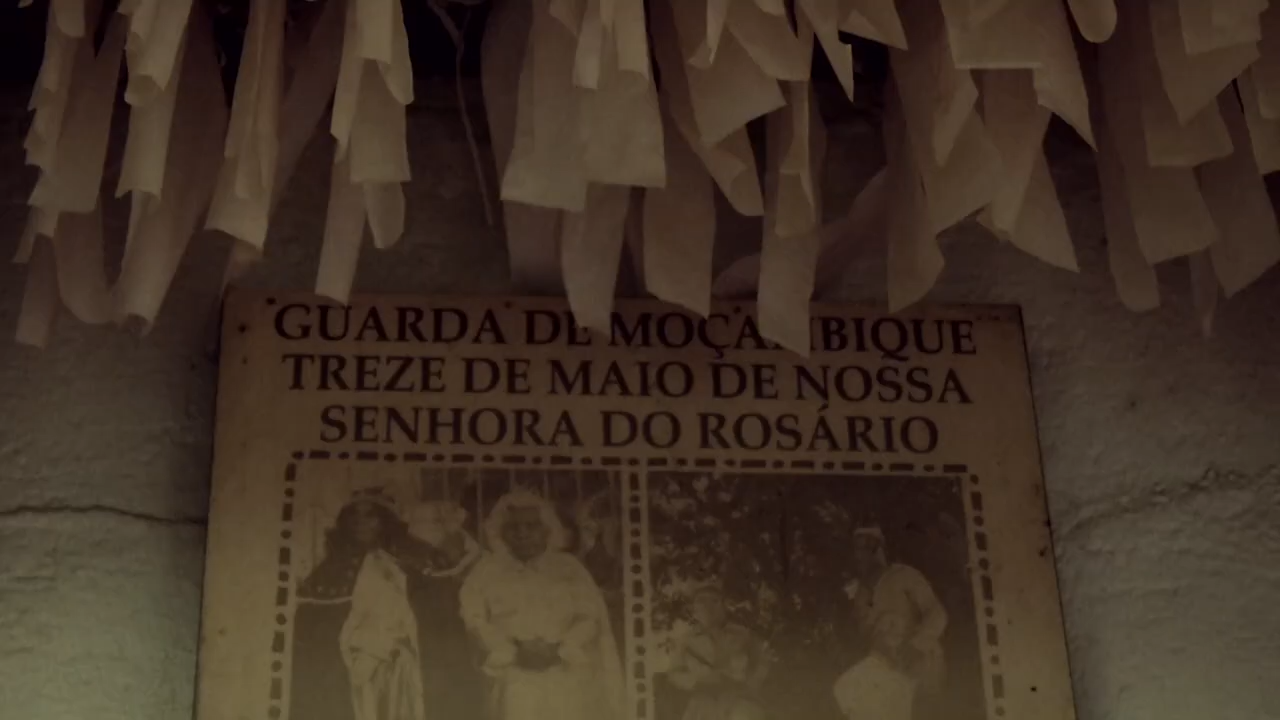 GUARDA DE MOÇAMBIQUE
TREZE DE MAIO DE NOSSA
SENHORA DO ROSÁRIO